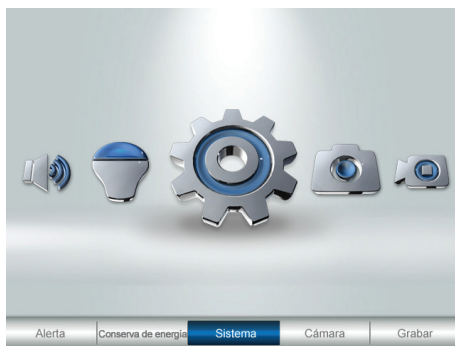 Alerta
Conserva de energía
Sistema
Cámara
Grabar